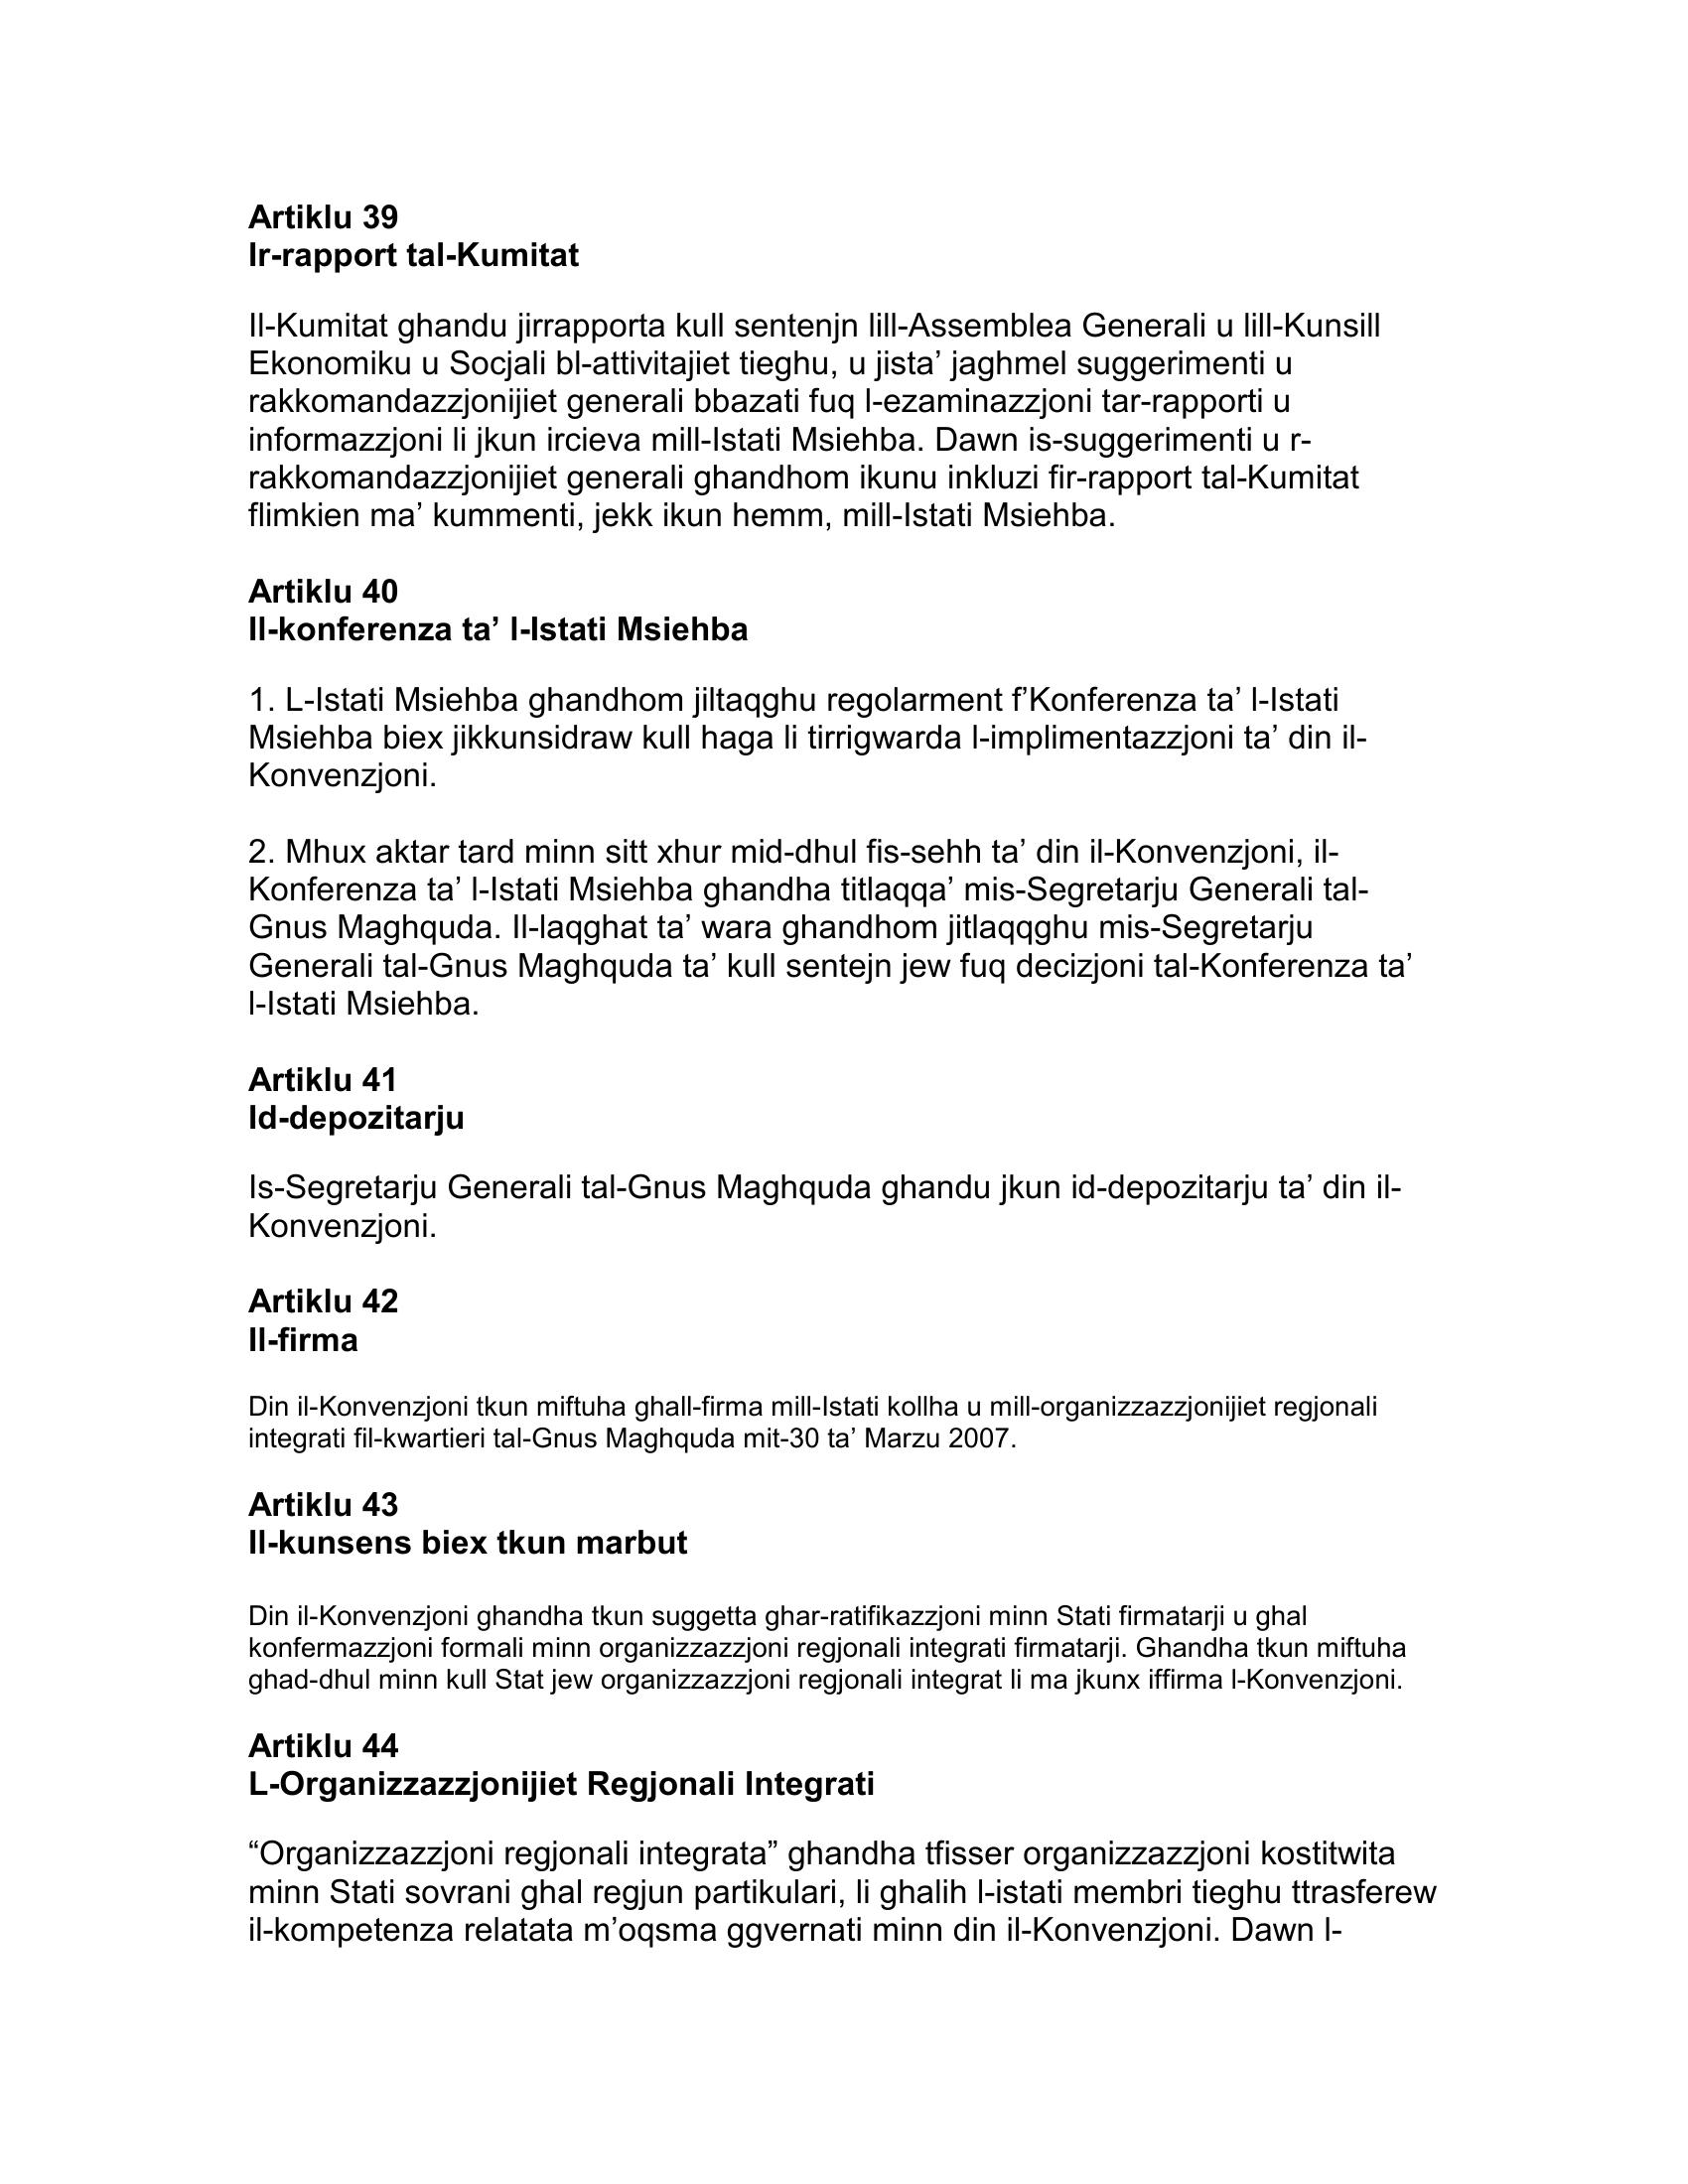 Artiklu 39
Ir-rapport tal-Kumitat
Il-Kumitat ghandu jirrapporta kull sentenjn lill-Assemblea Generali u lill-Kunsill
Ekonomiku u Socjali bl-attivitajiet tieghu, u jista’ jaghmel suggerimenti u
rakkomandazzjonijiet generali bbazati fuq l-ezaminazzjoni tar-rapporti u
informazzjoni li jkun ircieva mill-Istati Msiehba. Dawn is-suggerimenti u r-
rakkomandazzjonijiet generali ghandhom ikunu inkluzi fir-rapport tal-Kumitat
flimkien ma’ kummenti, jekk ikun hemm, mill-Istati Msiehba.
Artiklu 40
Il-konferenza ta’ l-Istati Msiehba
1. L-Istati Msiehba ghandhom jiltaqghu regolarment f’Konferenza ta’ l-Istati
Msiehba biex jikkunsidraw kull haga li tirrigwarda l-implimentazzjoni ta’ din il-
Konvenzjoni.
2. Mhux aktar tard minn sitt xhur mid-dhul fis-sehh ta’ din il-Konvenzjoni, il-
Konferenza ta’ l-Istati Msiehba ghandha titlaqqa’ mis-Segretarju Generali tal-
Gnus Maghquda. Il-laqghat ta’ wara ghandhom jitlaqqghu mis-Segretarju
Generali tal-Gnus Maghquda ta’ kull sentejn jew fuq decizjoni tal-Konferenza ta’
l-Istati Msiehba.
Artiklu 41
Id-depozitarju
Is-Segretarju Generali tal-Gnus Maghquda ghandu jkun id-depozitarju ta’ din il-
Konvenzjoni.
Artiklu 42
Il-firma
Din il-Konvenzjoni tkun miftuha ghall-firma mill-Istati kollha u mill-organizzazzjonijiet regjonali
integrati fil-kwartieri tal-Gnus Maghquda mit-30 ta’ Marzu 2007.
Artiklu 43
Il-kunsens biex tkun marbut
Din il-Konvenzjoni ghandha tkun suggetta ghar-ratifikazzjoni minn Stati firmatarji u ghal
konfermazzjoni formali minn organizzazzjoni regjonali integrati firmatarji. Ghandha tkun miftuha
ghad-dhul minn kull Stat jew organizzazzjoni regjonali integrat li ma jkunx iffirma l-Konvenzjoni.
Artiklu 44
L-Organizzazzjonijiet Regjonali Integrati
“Organizzazzjoni regjonali integrata” ghandha tfisser organizzazzjoni kostitwita
minn Stati sovrani ghal regjun partikulari, li ghalih l-istati membri tieghu ttrasferew
il-kompetenza relatata m’oqsma ggvernati minn din il-Konvenzjoni. Dawn l-